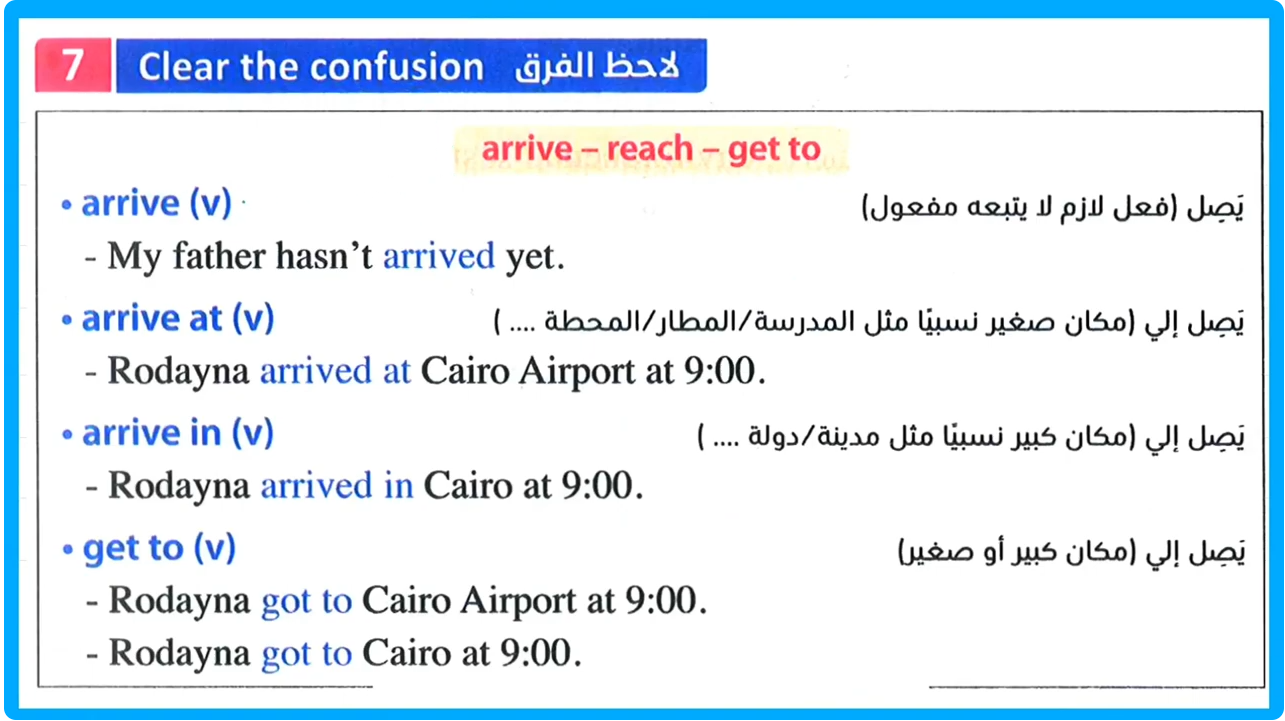 7 Clear the confusion لاحظ الفرق
arrive – reach – get to
• arrive (v) يَصِل (فعل لازم لا يتبعه مفعول)
- My father hasn't arrived yet.
• arrive at (v) يَصِل إلي (مكان صغير نسبيًا مثل المدرسة/المطار/المحطة .... )
- Rodayna arrived at Cairo Airport at 9:00.
• arrive in (v) يَصِل إلي (مكان كبير نسبيًا مثل مدينة/دولة .... )
- Rodayna arrived in Cairo at 9:00.
• get to (v) يَصِل إلي (مكان كبير أو صغير)
- Rodayna got to Cairo Airport at 9:00.
- Rodayna got to Cairo at 9:00.